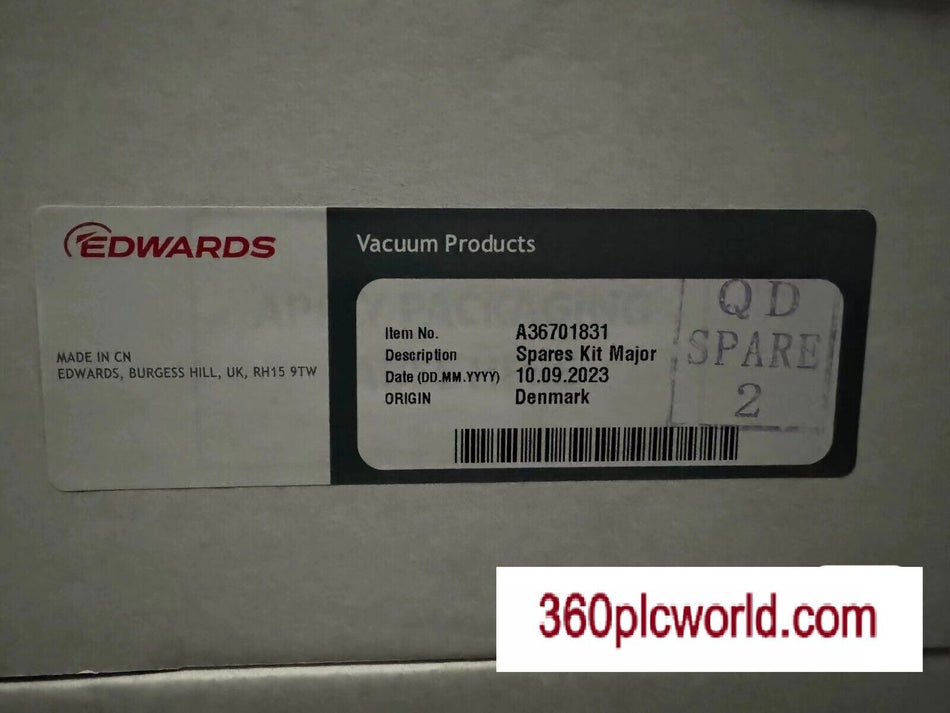 EDWARDS
MADE IN CN
EDWARDS, BURGESS HILL, UK, RH15 9TW
Vacuum Products
Item No. A36701831
Description Spares Kit Major
Date (DD.MM.YYYY) 10.09.2023
ORIGIN Denmark
QD
SPARE
2
360plcworld.com